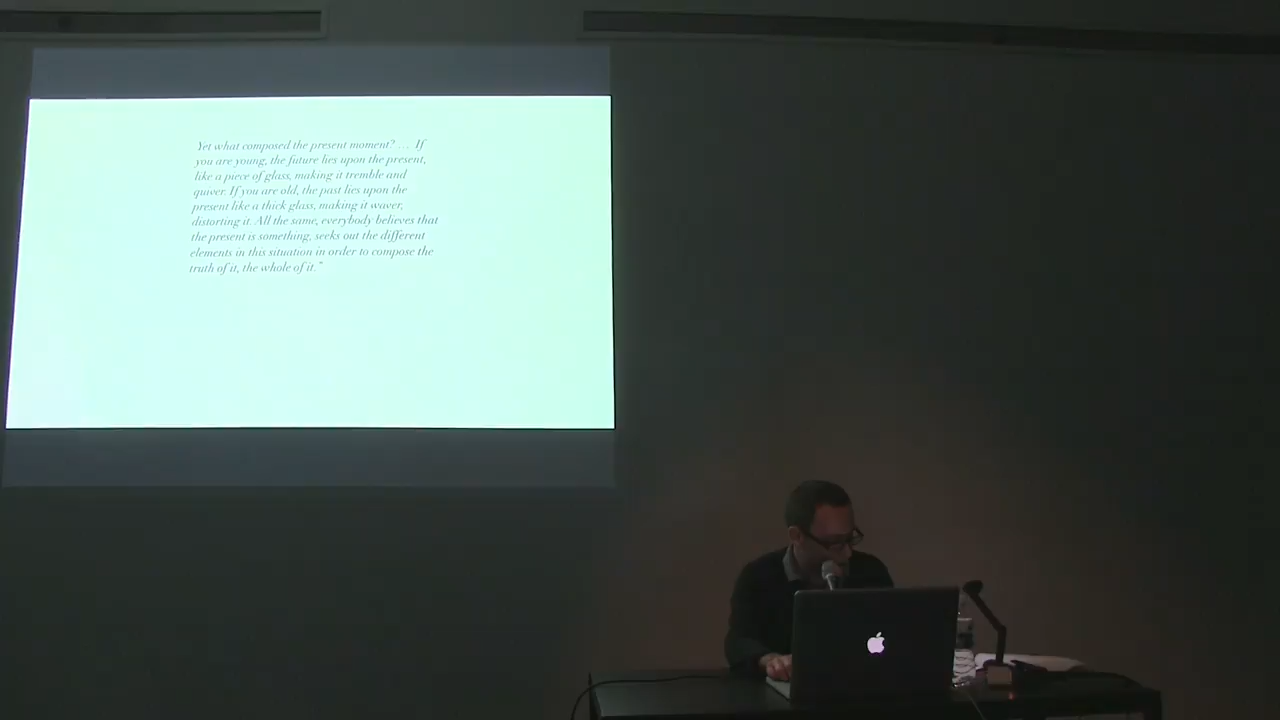 Yet what composed the present moment? ... If
you are young, the future lies upon the present,
like a piece of glass, making it tremble and
quiver. If you are old, the past lies upon the
present like a thick glass, making it waver,
distorting it. All the same, everybody believes that
the present is something, seeks out the different
elements in this situation in order to compose the
truth of it, the whole of it."